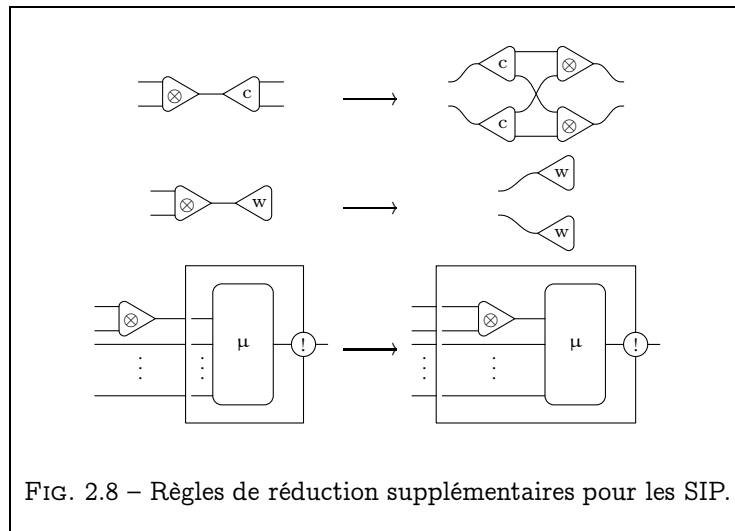 ⊗ c
c ⊗
c ⊗
⊗ w
w
w
⊗
µ !
⊗
µ !
FIG. 2.8 – Règles de réduction supplémentaires pour les SIP.